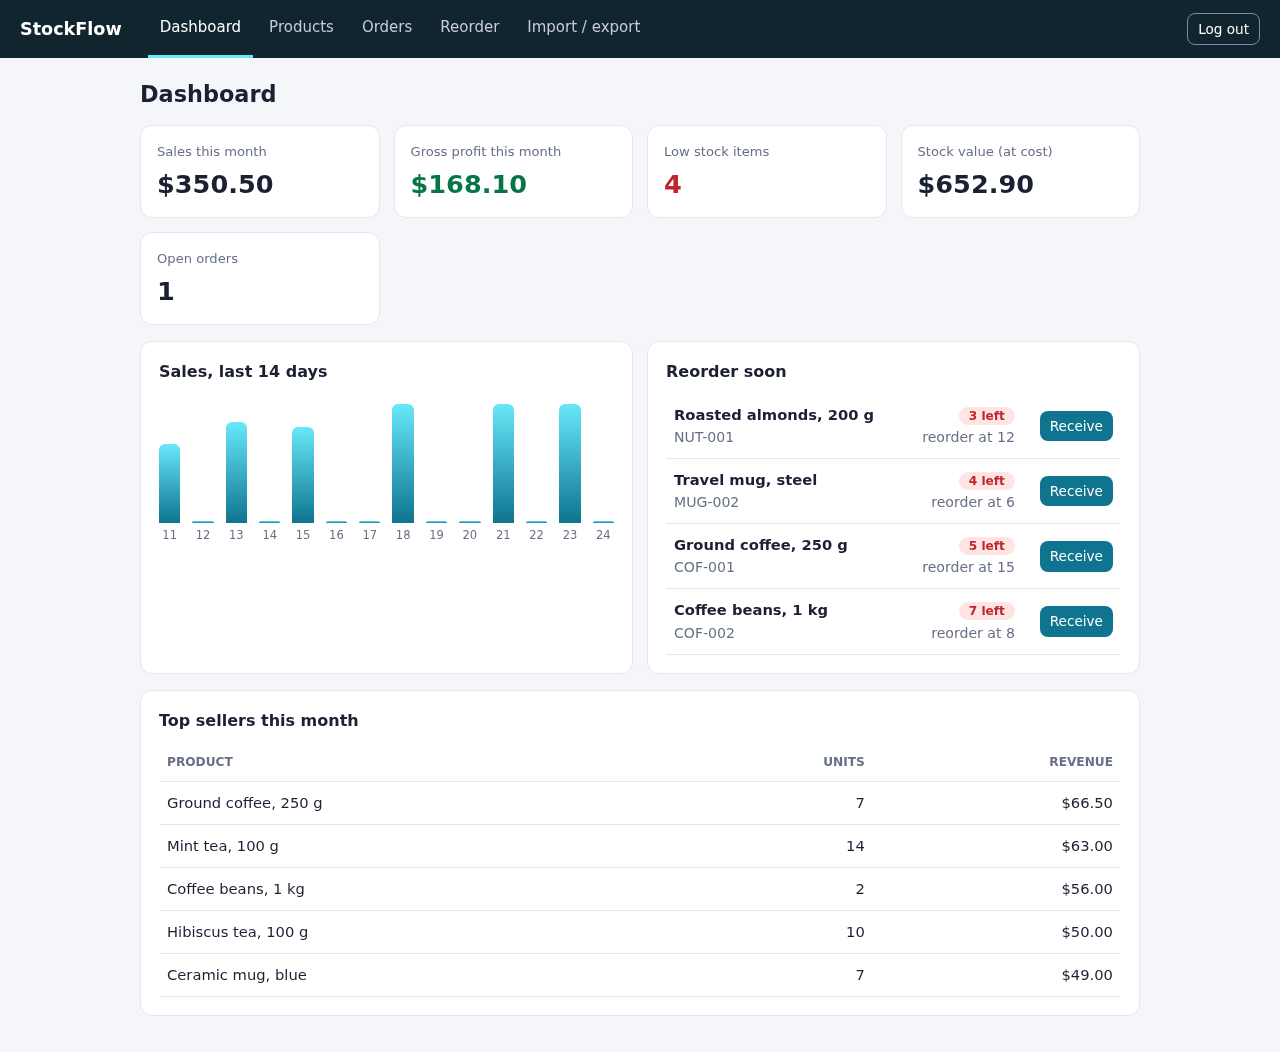 StockFlow Dashboard Products Orders Reorder Import / export Log out
Dashboard
Sales this month
$350.50
Gross profit this month
$168.10
Low stock items
4
Stock value (at cost)
$652.90
Open orders
1
Sales, last 14 days
11 12 13 14 15 16 17 18 19 20 21 22 23 24
Reorder soon
Roasted almonds, 200 g 3 left Receive
NUT-001 reorder at 12
Travel mug, steel 4 left Receive
MUG-002 reorder at 6
Ground coffee, 250 g 5 left Receive
COF-001 reorder at 15
Coffee beans, 1 kg 7 left Receive
COF-002 reorder at 8
Top sellers this month
PRODUCT UNITS REVENUE
Ground coffee, 250 g 7 $66.50
Mint tea, 100 g 14 $63.00
Coffee beans, 1 kg 2 $56.00
Hibiscus tea, 100 g 10 $50.00
Ceramic mug, blue 7 $49.00